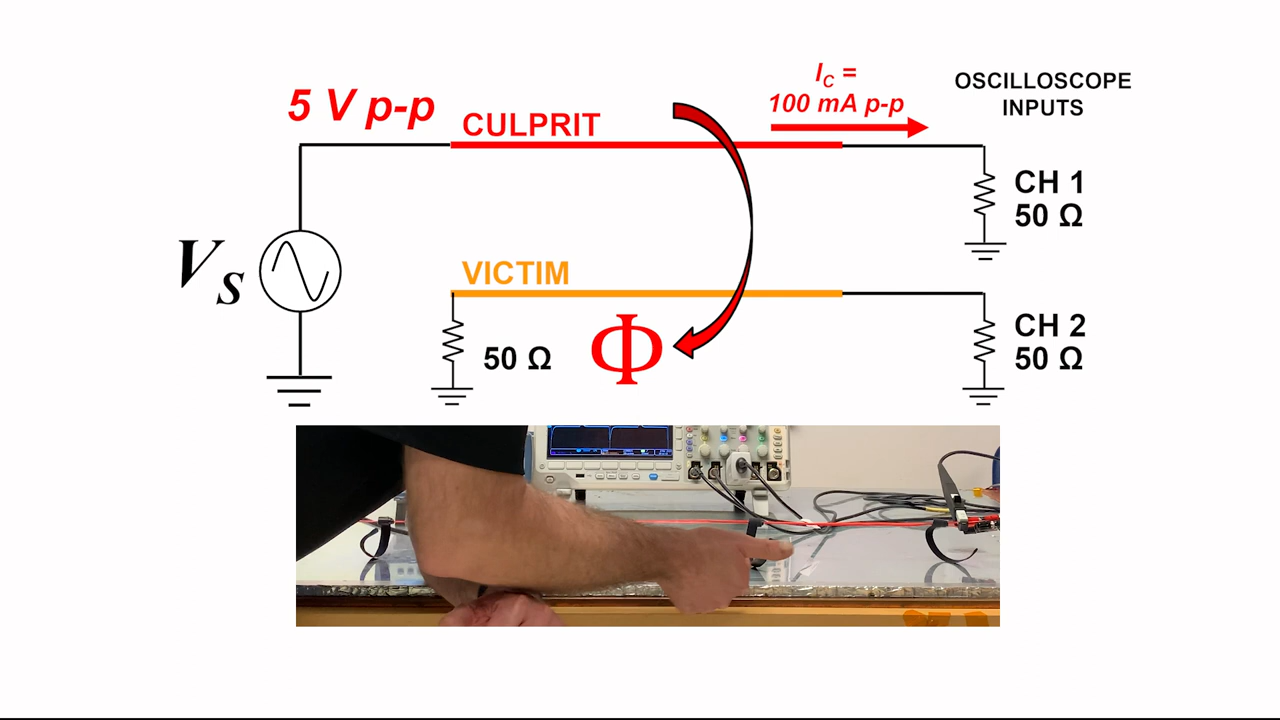 5 V p-p
CULPRIT
I_C =
100 mA p-p
OSCILLOSCOPE
INPUTS
CH 1
50 Ω
V_S
VICTIM
Φ
50 Ω
CH 2
50 Ω